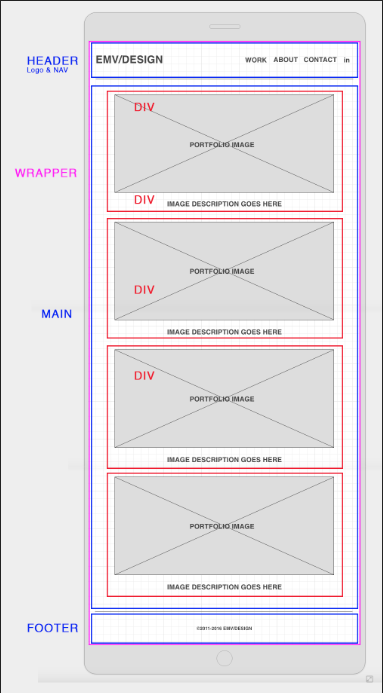 HEADER
Logo & NAV
EMV/DESIGN
WORK ABOUT CONTACT in
DIV
PORTFOLIO IMAGE
WRAPPER
DIV
IMAGE DESCRIPTION GOES HERE
PORTFOLIO IMAGE
DIV
MAIN
IMAGE DESCRIPTION GOES HERE
DIV
PORTFOLIO IMAGE
IMAGE DESCRIPTION GOES HERE
PORTFOLIO IMAGE
IMAGE DESCRIPTION GOES HERE
FOOTER
©2011-2016 EMV/DESIGN